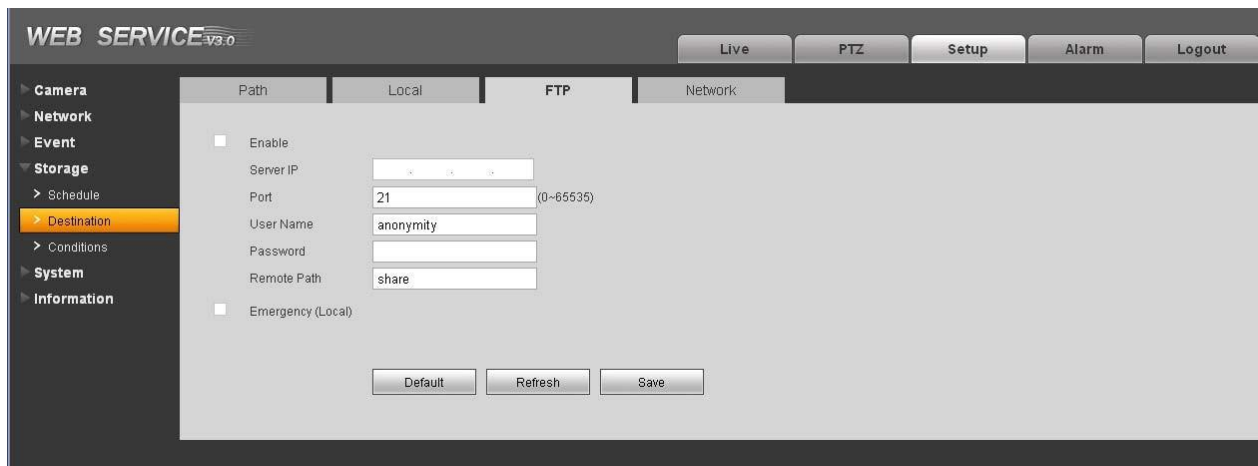 WEB SERVICE V3.0
Live PTZ Setup Alarm Logout
Camera
Network
Event
Storage
> Schedule
> Destination
> Conditions
System
Information
Path Local FTP Network
Enable
Server IP . . .
Port 21 (0~65535)
User Name anonymity
Password
Remote Path share
Emergency (Local)
Default Refresh Save